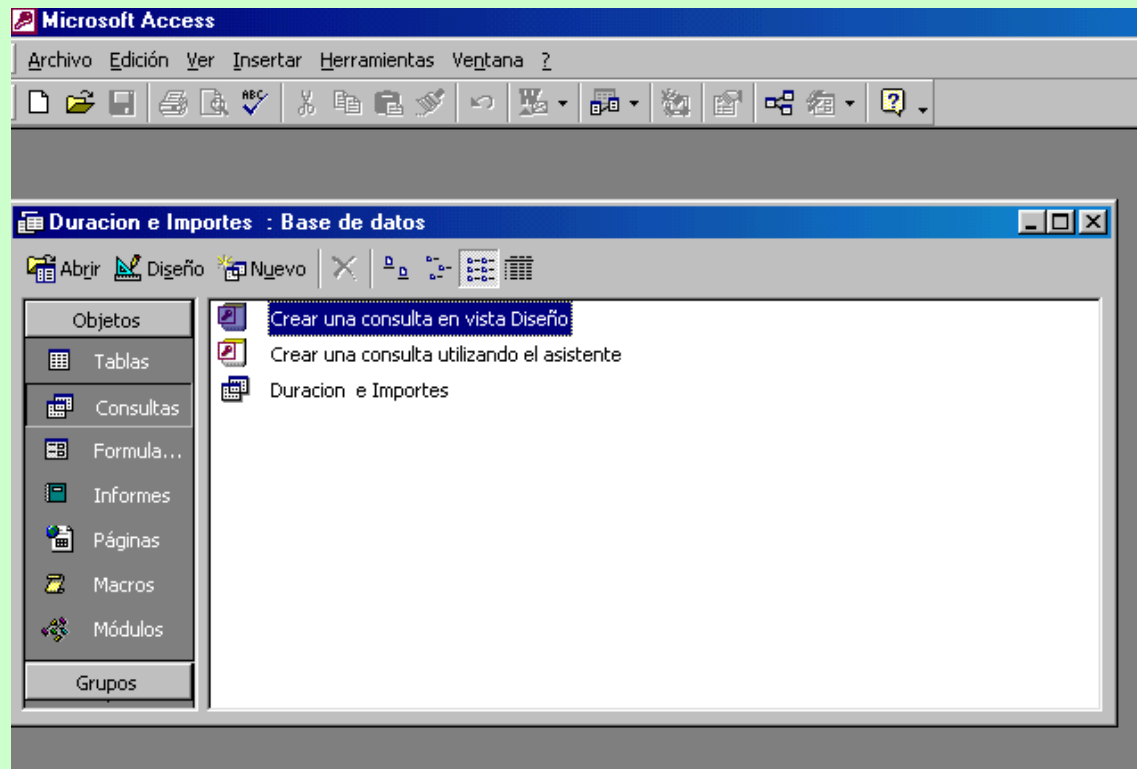 Microsoft Access
Archivo Edición Ver Insertar Herramientas Ventana ?
ABC
Duracion e Importes : Base de datos
Abrir Diseño Nuevo
Objetos
Tablas
Consultas
Formula...
Informes
Páginas
Macros
Módulos
Grupos
Crear una consulta en vista Diseño
Crear una consulta utilizando el asistente
Duracion e Importes